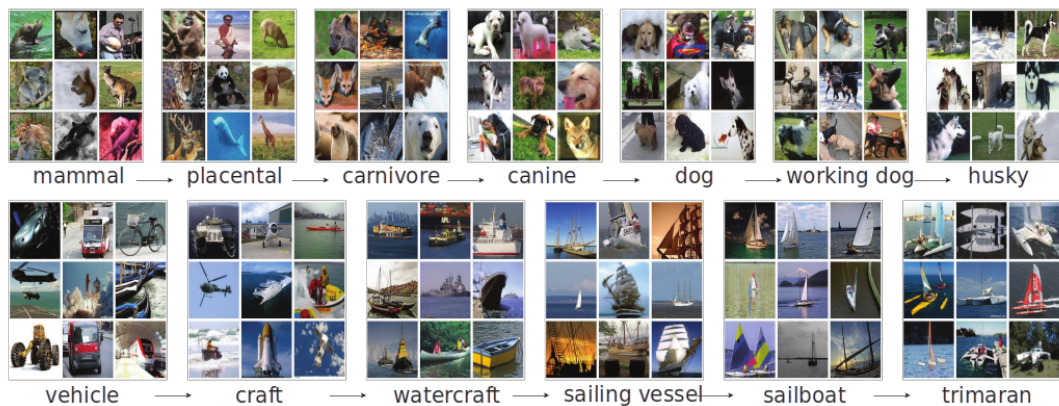 mammal → placental → carnivore → canine → dog → working dog → husky
vehicle → craft → watercraft → sailing vessel → sailboat → trimaran